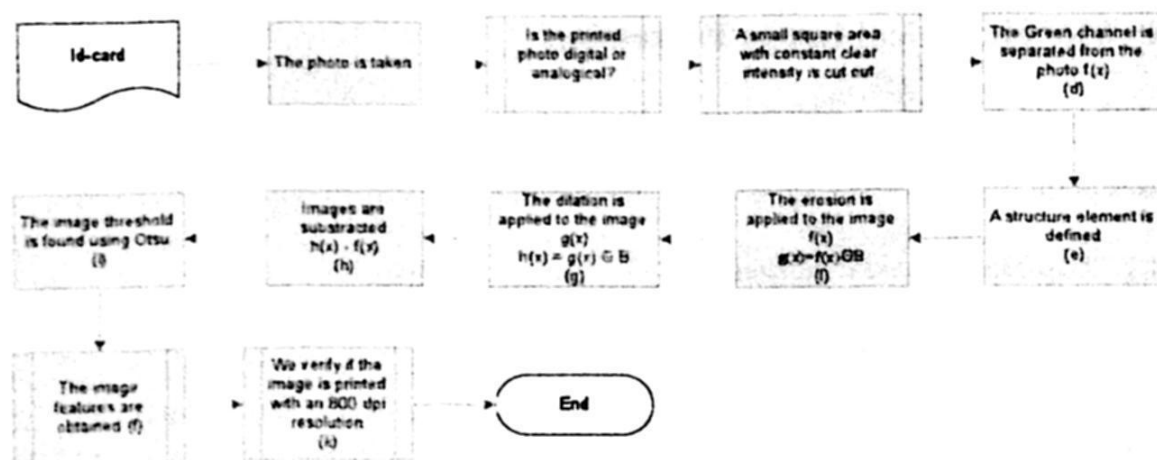 Id-card
The photo is taken
Is the printed
photo digital or
analogical?
A small square area
with constant clear
intensity is cut out
The Green channel is
separated from the
photo f(x)
(d)
The image threshold
is found using Otsu
(i)
Images are
substracted
h(x) - f(x)
(h)
The dilation is
applied to the image
g(x)
h(x) = g(x) ⊕ B
(g)
The erosion is
applied to the image
f(x)
g(x)=f(x)⊖B
(f)
A structure element is
defined
(e)
The image
features are
obtained
We verify if the
image is printed
with an 800 dpi
resolution
(k)
End